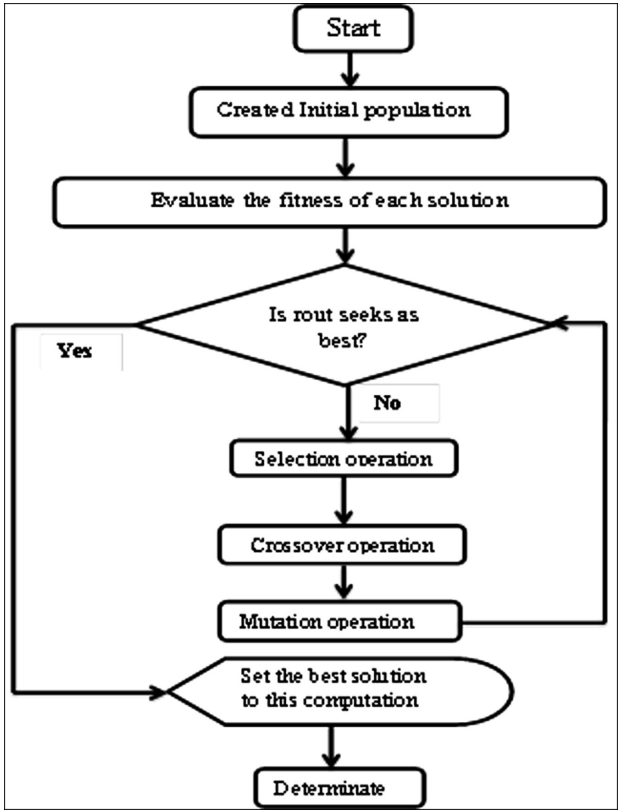 Start
Created Initial population
Evaluate the fitness of each solution
Is rout seeks as
best?
Yes
No
Selection operation
Crossover operation
Mutation operation
Set the best solution
to this computation
Determinate